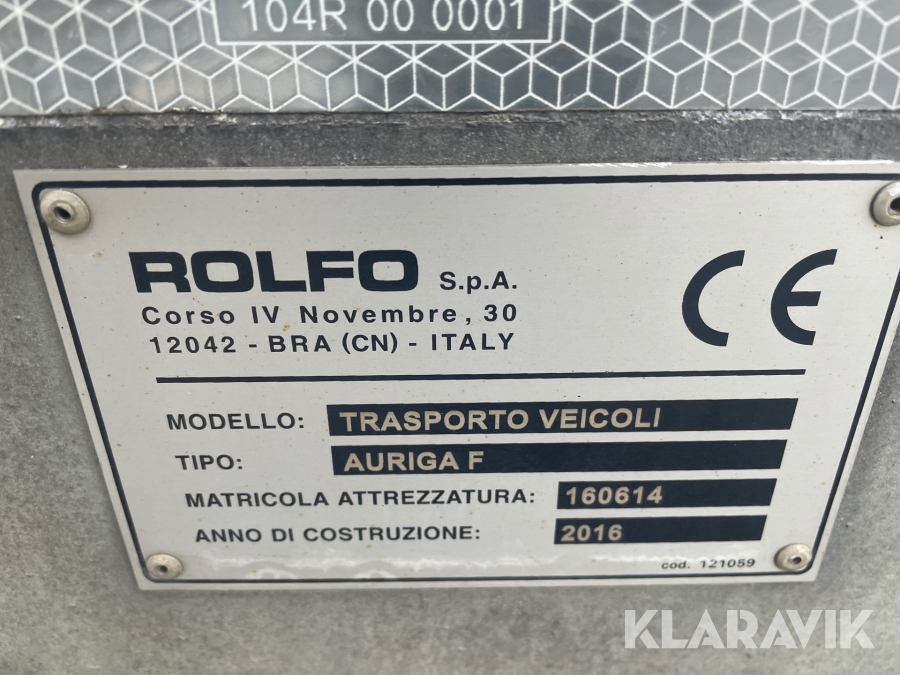 104R 00 0001
ROLFO S.p.A.
Corso IV Novembre, 30
12042 - BRA (CN) - ITALY
CE
MODELLO: TRASPORTO VEICOLI
TIPO: AURIGA F
MATRICOLA ATTREZZATURA: 160614
ANNO DI COSTRUZIONE: 2016
cod. 121059
KLARAVIK